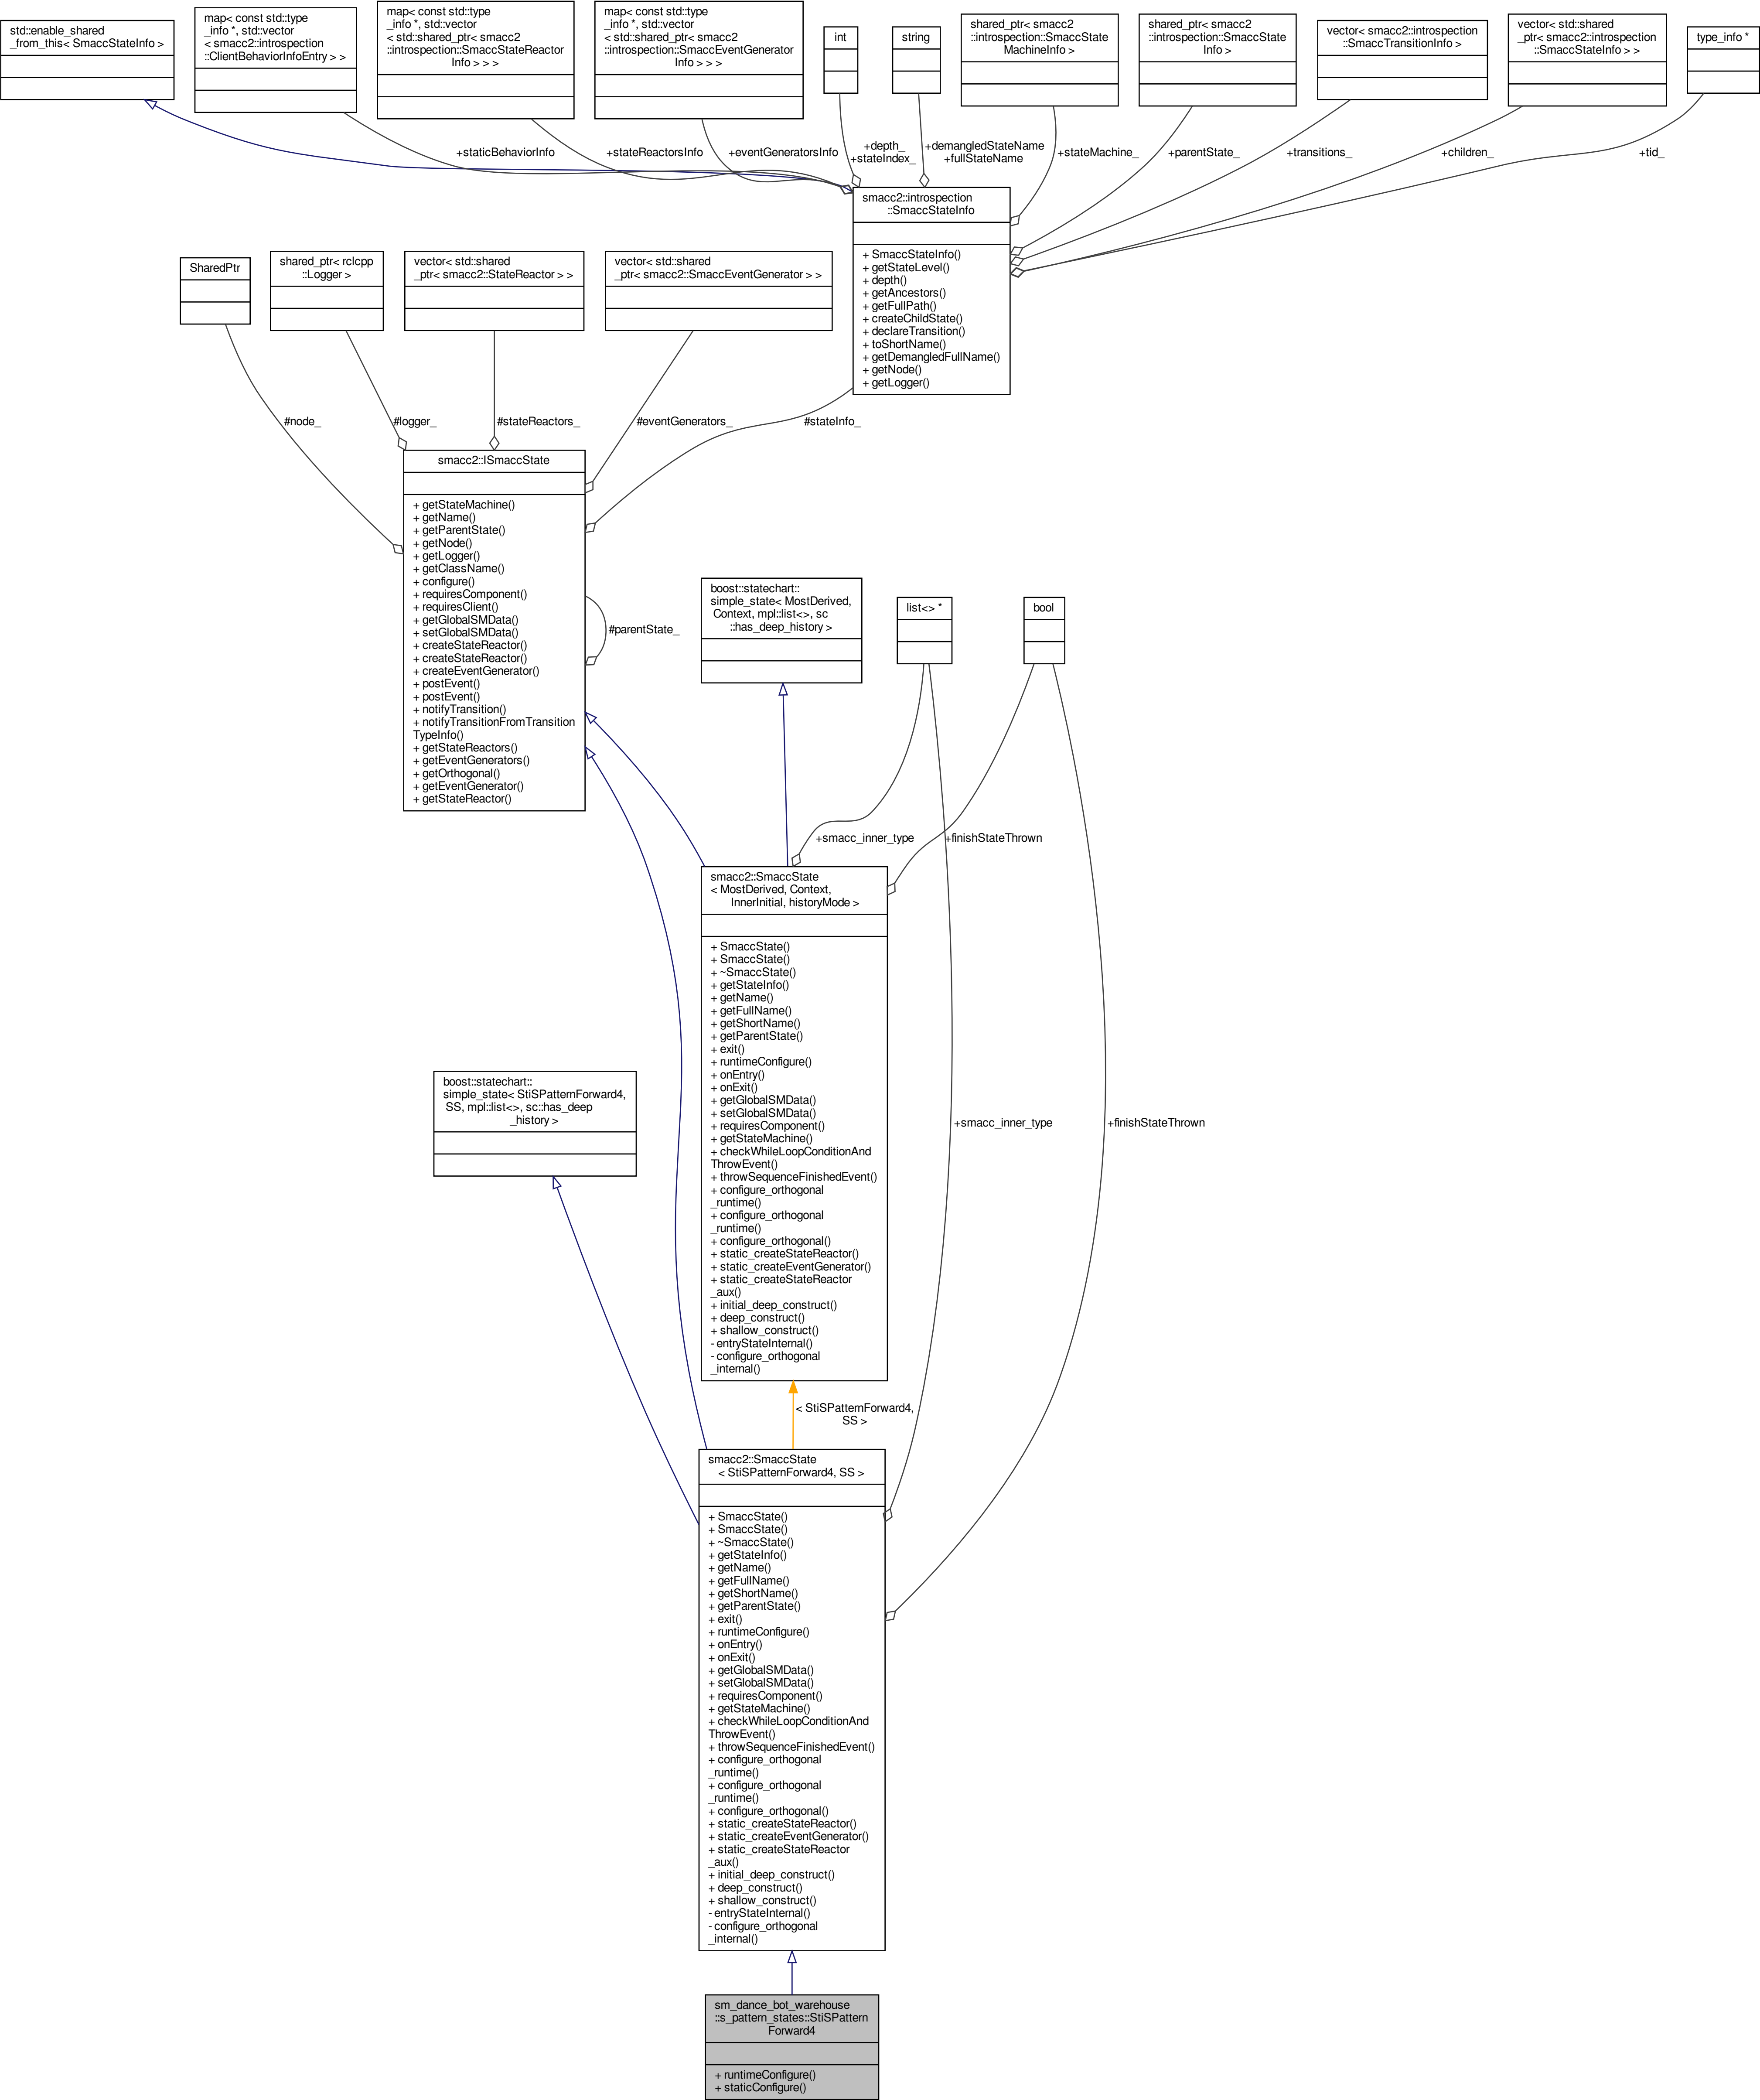 std::enable_shared
_from_this< SmaccStateInfo >
map< const std::type
_info *, std::vector
< smacc2::introspection
::ClientBehaviorInfoEntry > >
map< const std::type
_info *, std::vector
< std::shared_ptr< smacc2
::introspection::SmaccStateReactor
Info > > >
map< const std::type
_info *, std::vector
< std::shared_ptr< smacc2
::introspection::SmaccEventGenerator
Info > > >
int
string
shared_ptr< smacc2
::introspection::SmaccState
MachineInfo >
shared_ptr< smacc2
::introspection::SmaccState
Info >
vector< smacc2::introspection
::SmaccTransitionInfo >
vector< std::shared
_ptr< smacc2::introspection
::SmaccStateInfo > >
type_info *
+staticBehaviorInfo
+stateReactorsInfo
+eventGeneratorsInfo
+depth_
+stateIndex_
+demangledStateName
+fullStateName
+stateMachine_
+parentState_
+transitions_
+children_
+tid_
smacc2::introspection
::SmaccStateInfo
+ SmaccStateInfo()
+ getStateLevel()
+ depth()
+ getAncestors()
+ getFullPath()
+ createChildState()
+ declareTransition()
+ toShortName()
+ getDemangledFullName()
+ getNode()
+ getLogger()
SharedPtr
shared_ptr< rclcpp
::Logger >
vector< std::shared
_ptr< smacc2::StateReactor > >
vector< std::shared
_ptr< smacc2::SmaccEventGenerator > >
#node_
#logger_
#stateReactors_
#eventGenerators_
#stateInfo_
smacc2::ISmaccState
+ getStateMachine()
+ getName()
+ getParentState()
+ getNode()
+ getLogger()
+ getClassName()
+ configure()
+ requiresComponent()
+ requiresClient()
+ getGlobalSMData()
+ setGlobalSMData()
+ createStateReactor()
+ createStateReactor()
+ createEventGenerator()
+ postEvent()
+ postEvent()
+ notifyTransition()
+ notifyTransitionFromTransition
TypeInfo()
+ getStateReactors()
+ getEventGenerators()
+ getOrthogonal()
+ getEventGenerator()
+ getStateReactor()
#parentState_
boost::statechart::
simple_state< MostDerived,
Context, mpl::list<>, sc
::has_deep_history >
list<> *
bool
+smacc_inner_type
+finishStateThrown
smacc2::SmaccState
< MostDerived, Context,
InnerInitial, historyMode >
+ SmaccState()
+ SmaccState()
+ ~SmaccState()
+ getStateInfo()
+ getName()
+ getFullName()
+ getShortName()
+ getParentState()
+ exit()
+ runtimeConfigure()
+ onEntry()
+ onExit()
+ getGlobalSMData()
+ setGlobalSMData()
+ requiresComponent()
+ getStateMachine()
+ checkWhileLoopConditionAnd
ThrowEvent()
+ throwSequenceFinishedEvent()
+ configure_orthogonal
_runtime()
+ configure_orthogonal
_runtime()
+ configure_orthogonal()
+ static_createStateReactor()
+ static_createEventGenerator()
+ static_createStateReactor
_aux()
+ initial_deep_construct()
+ deep_construct()
+ shallow_construct()
- entryStateInternal()
- configure_orthogonal
_internal()
boost::statechart::
simple_state< StiSPatternForward4,
SS, mpl::list<>, sc::has_deep
_history >
+smacc_inner_type
+finishStateThrown
< StiSPatternForward4,
SS >
smacc2::SmaccState
< StiSPatternForward4, SS >
+ SmaccState()
+ SmaccState()
+ ~SmaccState()
+ getStateInfo()
+ getName()
+ getFullName()
+ getShortName()
+ getParentState()
+ exit()
+ runtimeConfigure()
+ onEntry()
+ onExit()
+ getGlobalSMData()
+ setGlobalSMData()
+ requiresComponent()
+ getStateMachine()
+ checkWhileLoopConditionAnd
ThrowEvent()
+ throwSequenceFinishedEvent()
+ configure_orthogonal
_runtime()
+ configure_orthogonal
_runtime()
+ configure_orthogonal()
+ static_createStateReactor()
+ static_createEventGenerator()
+ static_createStateReactor
_aux()
+ initial_deep_construct()
+ deep_construct()
+ shallow_construct()
- entryStateInternal()
- configure_orthogonal
_internal()
sm_dance_bot_warehouse
::s_pattern_states::StiSPattern
Forward4
+ runtimeConfigure()
+ staticConfigure()